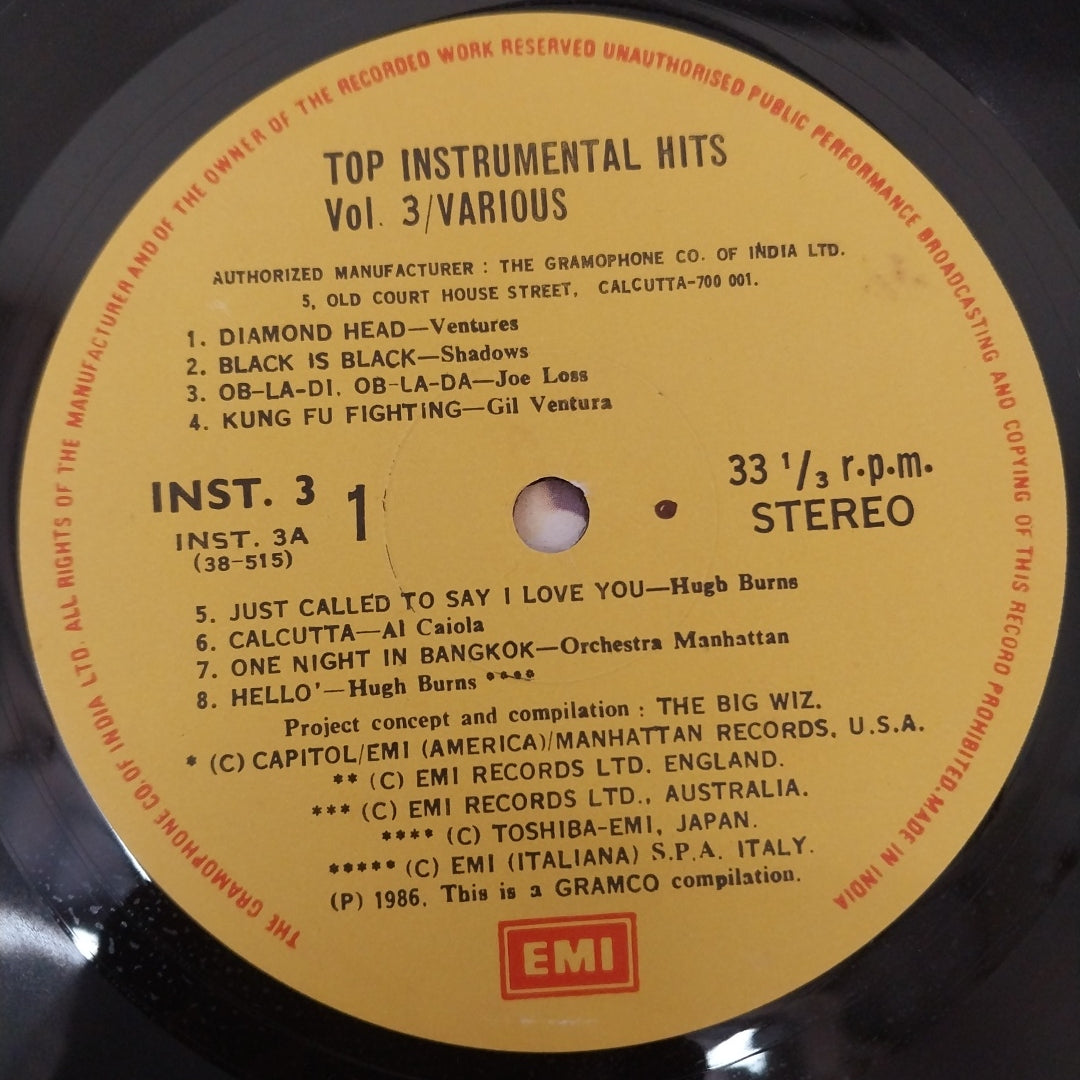 THE GRAMOPHONE CO. OF INDIA LTD. ALL RIGHTS OF THE MANUFACTURER AND OF THE OWNER OF THE RECORDED WORK RESERVED UNAUTHORISED PUBLIC PERFORMANCE BROADCASTING AND COPYING OF THIS RECORD PROHIBITED. MADE IN INDIA
TOP INSTRUMENTAL HITS
Vol. 3/VARIOUS
AUTHORIZED MANUFACTURER : THE GRAMOPHONE CO. OF INDIA LTD.
5, OLD COURT HOUSE STREET, CALCUTTA-700 001.
1. DIAMOND HEAD—Ventures
2. BLACK IS BLACK—Shadows
3. OB-LA-DI. OB-LA-DA—Joe Loss
4. KUNG FU FIGHTING—Gil Ventura
INST. 3 1
INST. 3A
(38-515)
33 1/3 r.p.m.
STEREO
5. JUST CALLED TO SAY I LOVE YOU—Hugh Burns
6. CALCUTTA—Al Caiola
7. ONE NIGHT IN BANGKOK—Orchestra Manhattan
8. HELLO'—Hugh Burns ****
Project concept and compilation : THE BIG WIZ.
* (C) CAPITOL/EMI (AMERICA)/MANHATTAN RECORDS, U.S.A.
** (C) EMI RECORDS LTD. ENGLAND.
*** (C) EMI RECORDS LTD., AUSTRALIA.
**** (C) TOSHIBA-EMI, JAPAN.
***** (C) EMI (ITALIANA) S.P.A. ITALY.
(P) 1986. This is a GRAMCO compilation.
EMI